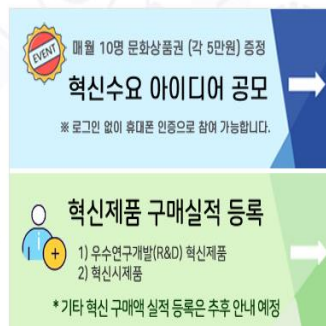 EVENT
매월 10명 문화상품권 (각 5만원) 증정
혁신수요 아이디어 공모
※ 로그인 없이 휴대폰 인증으로 참여 가능합니다.
혁신제품 구매실적 등록
1) 우수연구개발(R&D) 혁신제품
2) 혁신시제품
*기타 혁신 구매액 실적 등록은 추후 안내 예정